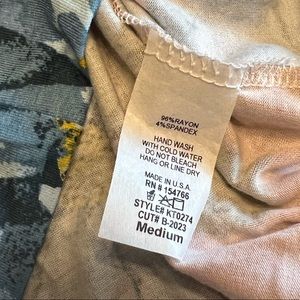 96%RAYON
4%SPANDEX
HAND WASH
WITH COLD WATER
DO NOT BLEACH
HANG OR LINE DRY
MADE IN U.S.A.
RN # 154766
STYLE# KT0274
CUT# B-2023
Medium